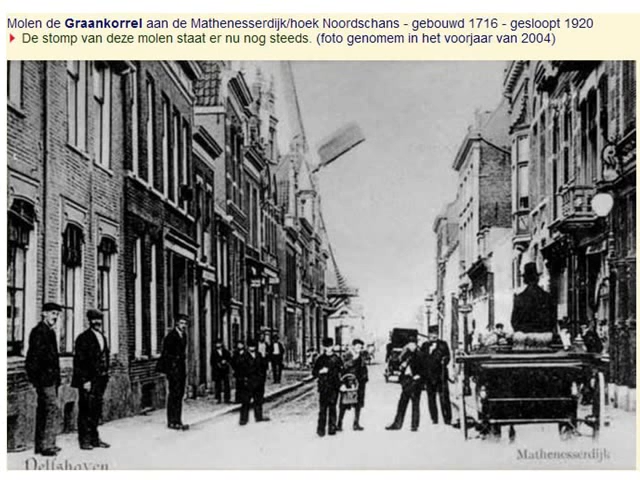 Molen de Graankorrel aan de Mathenesserdijk/hoek Noordschans - gebouwd 1716 - gesloopt 1920
De stomp van deze molen staat er nu nog steeds. (foto genomem in het voorjaar van 2004)
Delfshaven
Mathenesserdijk